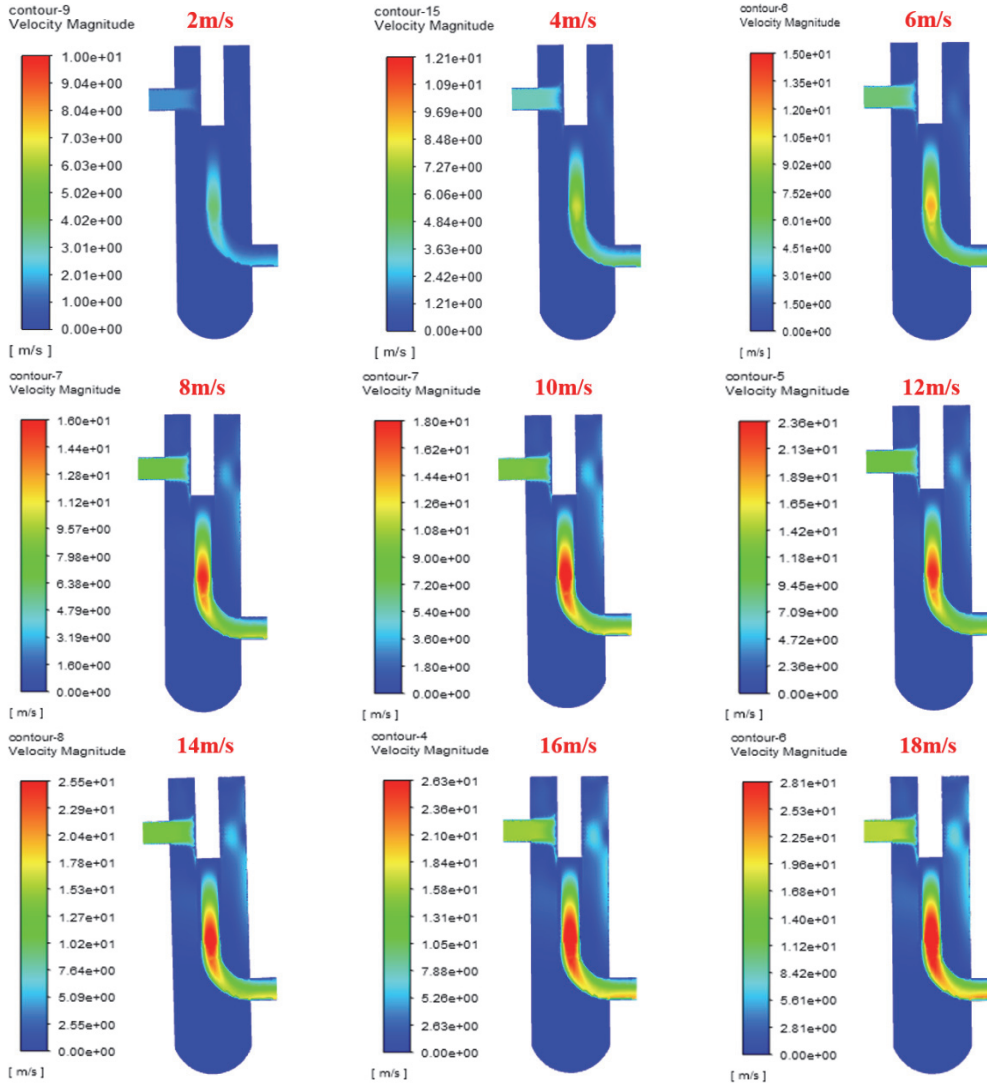 contour-9
Velocity Magnitude
2m/s
1.00e+01
9.04e+00
8.04e+00
7.03e+00
6.03e+00
5.02e+00
4.02e+00
3.01e+00
2.01e+00
1.00e+00
0.00e+00
[ m/s ]
contour-15
Velocity Magnitude
4m/s
1.21e+01
9.69e+00
8.48e+00
7.27e+00
6.06e+00
4.84e+00
3.63e+00
2.42e+00
1.21e+00
0.00e+00
[ m/s ]
contour-6
Velocity Magnitude
6m/s
1.50e+01
1.35e+01
1.20e+01
1.05e+01
9.02e+00
7.52e+00
6.01e+00
4.51e+00
3.01e+00
1.50e+00
0.00e+00
[ m/s ]
contour-7
Velocity Magnitude
8m/s
1.60e+01
1.44e+01
1.28e+01
1.12e+01
9.57e+00
7.98e+00
6.38e+00
4.79e+00
3.19e+00
1.60e+00
0.00e+00
[ m/s ]
contour-7
Velocity Magnitude
10m/s
1.80e+01
1.62e+01
1.44e+01
1.26e+01
1.08e+01
9.00e+00
7.20e+00
5.40e+00
3.60e+00
1.80e+00
0.00e+00
[ m/s ]
contour-5
Velocity Magnitude
12m/s
2.36e+01
2.13e+01
1.89e+01
1.65e+01
1.42e+01
1.18e+01
9.45e+00
7.09e+00
4.72e+00
2.36e+00
0.00e+00
[ m/s ]
contour-8
Velocity Magnitude
14m/s
2.55e+01
2.29e+01
2.04e+01
1.78e+01
1.53e+01
1.27e+01
1.02e+01
7.64e+00
5.09e+00
2.55e+00
0.00e+00
[ m/s ]
contour-4
Velocity Magnitude
16m/s
2.63e+01
2.37e+01
2.10e+01
1.84e+01
1.58e+01
1.31e+01
1.05e+01
7.88e+00
5.26e+00
2.63e+00
0.00e+00
[ m/s ]
contour-6
Velocity Magnitude
18m/s
2.81e+01
2.53e+01
2.25e+01
1.96e+01
1.68e+01
1.40e+01
1.12e+01
8.42e+00
5.61e+00
2.81e+00
0.00e+00
[ m/s ]